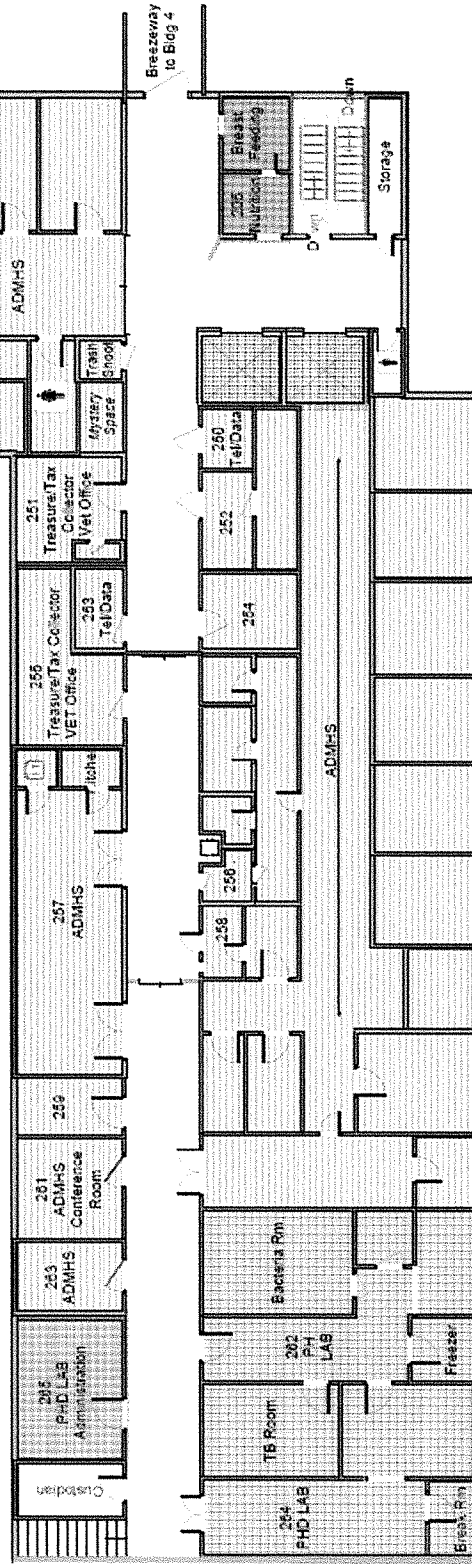 Custodian
265
PHD LAB
Administration
263
ADMHS
261
ADMHS
Conference
Room
259
257
ADMHS
itchen
255
Treasure/Tax Collector
VET Office
253
Tel/Data
251
Treasure/Tax
Collector
Vet Office
Mystery
Space
Trash
Shoot
ADMHS
Breezeway
to Bldg 4
264
PHD LAB
Break Rm
TB Room
262
PH
LAB
Freezer
Bacteria Rm
258
256
ADMHS
254
252
250
Tel/Data
Nutrition
Breast
Feeding
Down
Storage